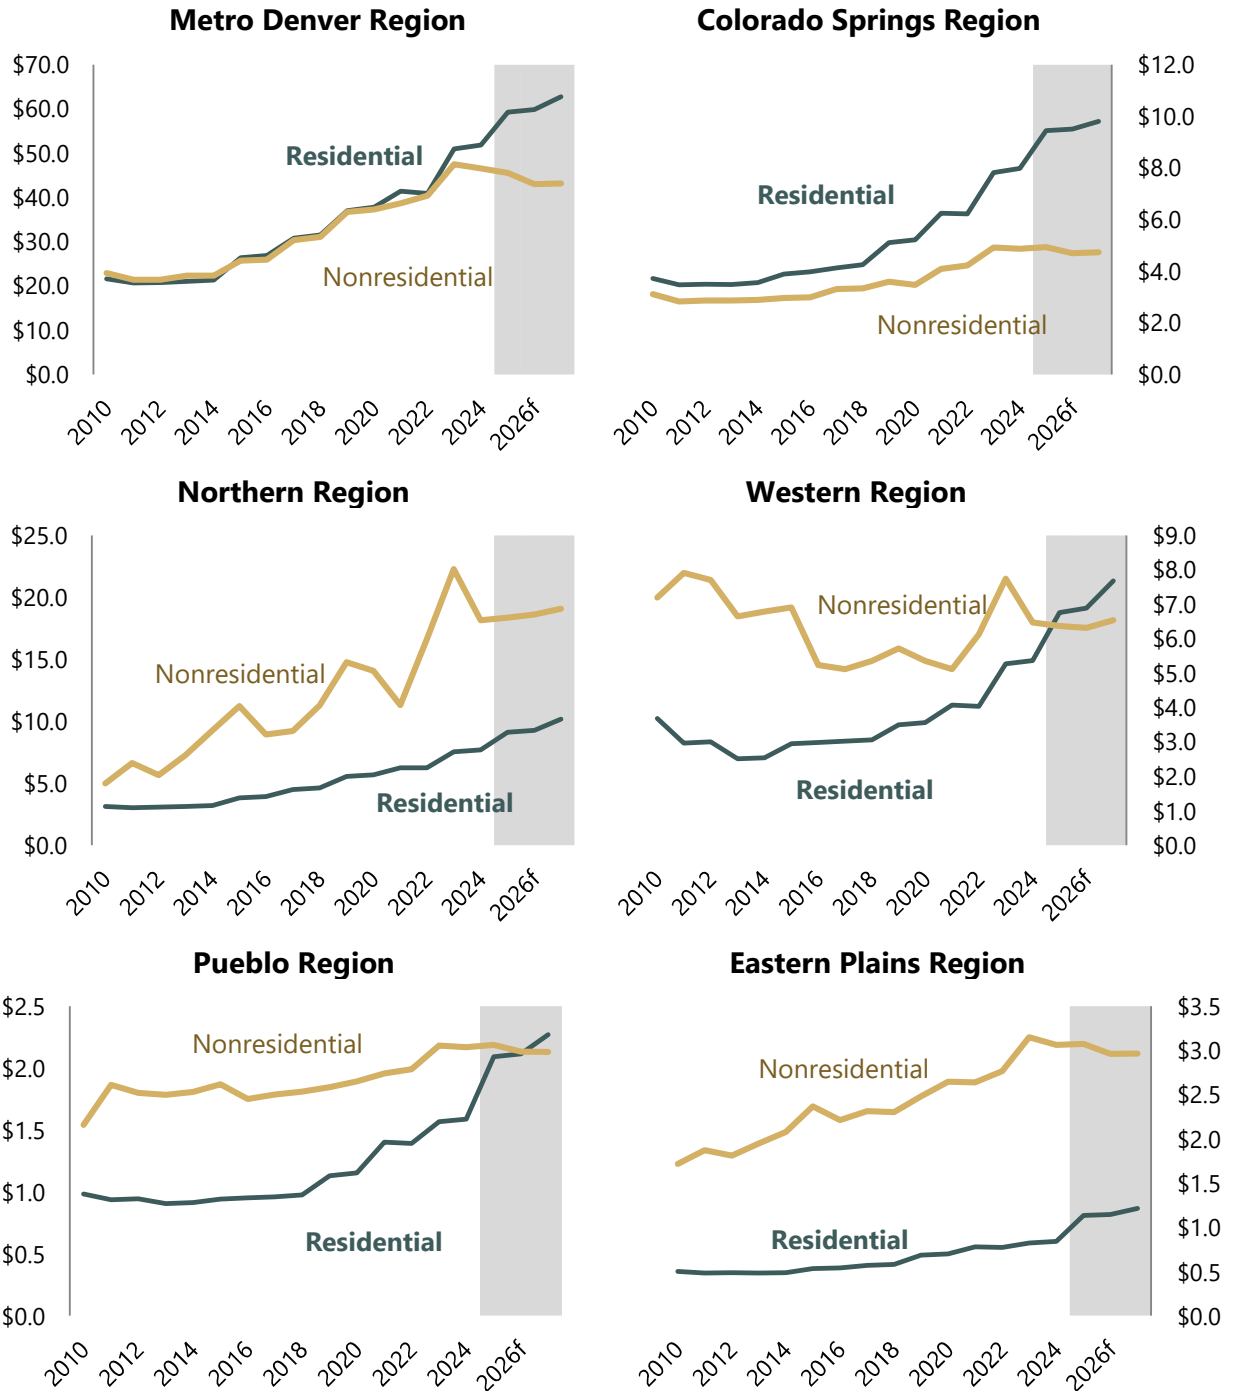 Metro Denver Region
$70.0
$60.0
$50.0
$40.0
$30.0
$20.0
$10.0
$0.0
Residential
Nonresidential
2010 2012 2014 2016 2018 2020 2022 2024 2026f
Colorado Springs Region
$12.0
$10.0
$8.0
$6.0
$4.0
$2.0
$0.0
Residential
Nonresidential
2010 2012 2014 2016 2018 2020 2022 2024 2026f
Northern Region
$25.0
$20.0
$15.0
$10.0
$5.0
$0.0
Nonresidential
Residential
2010 2012 2014 2016 2018 2020 2022 2024 2026f
Western Region
$9.0
$8.0
$7.0
$6.0
$5.0
$4.0
$3.0
$2.0
$1.0
$0.0
Nonresidential
Residential
2010 2012 2014 2016 2018 2020 2022 2024 2026f
Pueblo Region
$2.5
$2.0
$1.5
$1.0
$0.5
$0.0
Nonresidential
Residential
2010 2012 2014 2016 2018 2020 2022 2024 2026f
Eastern Plains Region
$3.5
$3.0
$2.5
$2.0
$1.5
$1.0
$0.5
$0.0
Nonresidential
Residential
2010 2012 2014 2016 2018 2020 2022 2024 2026f